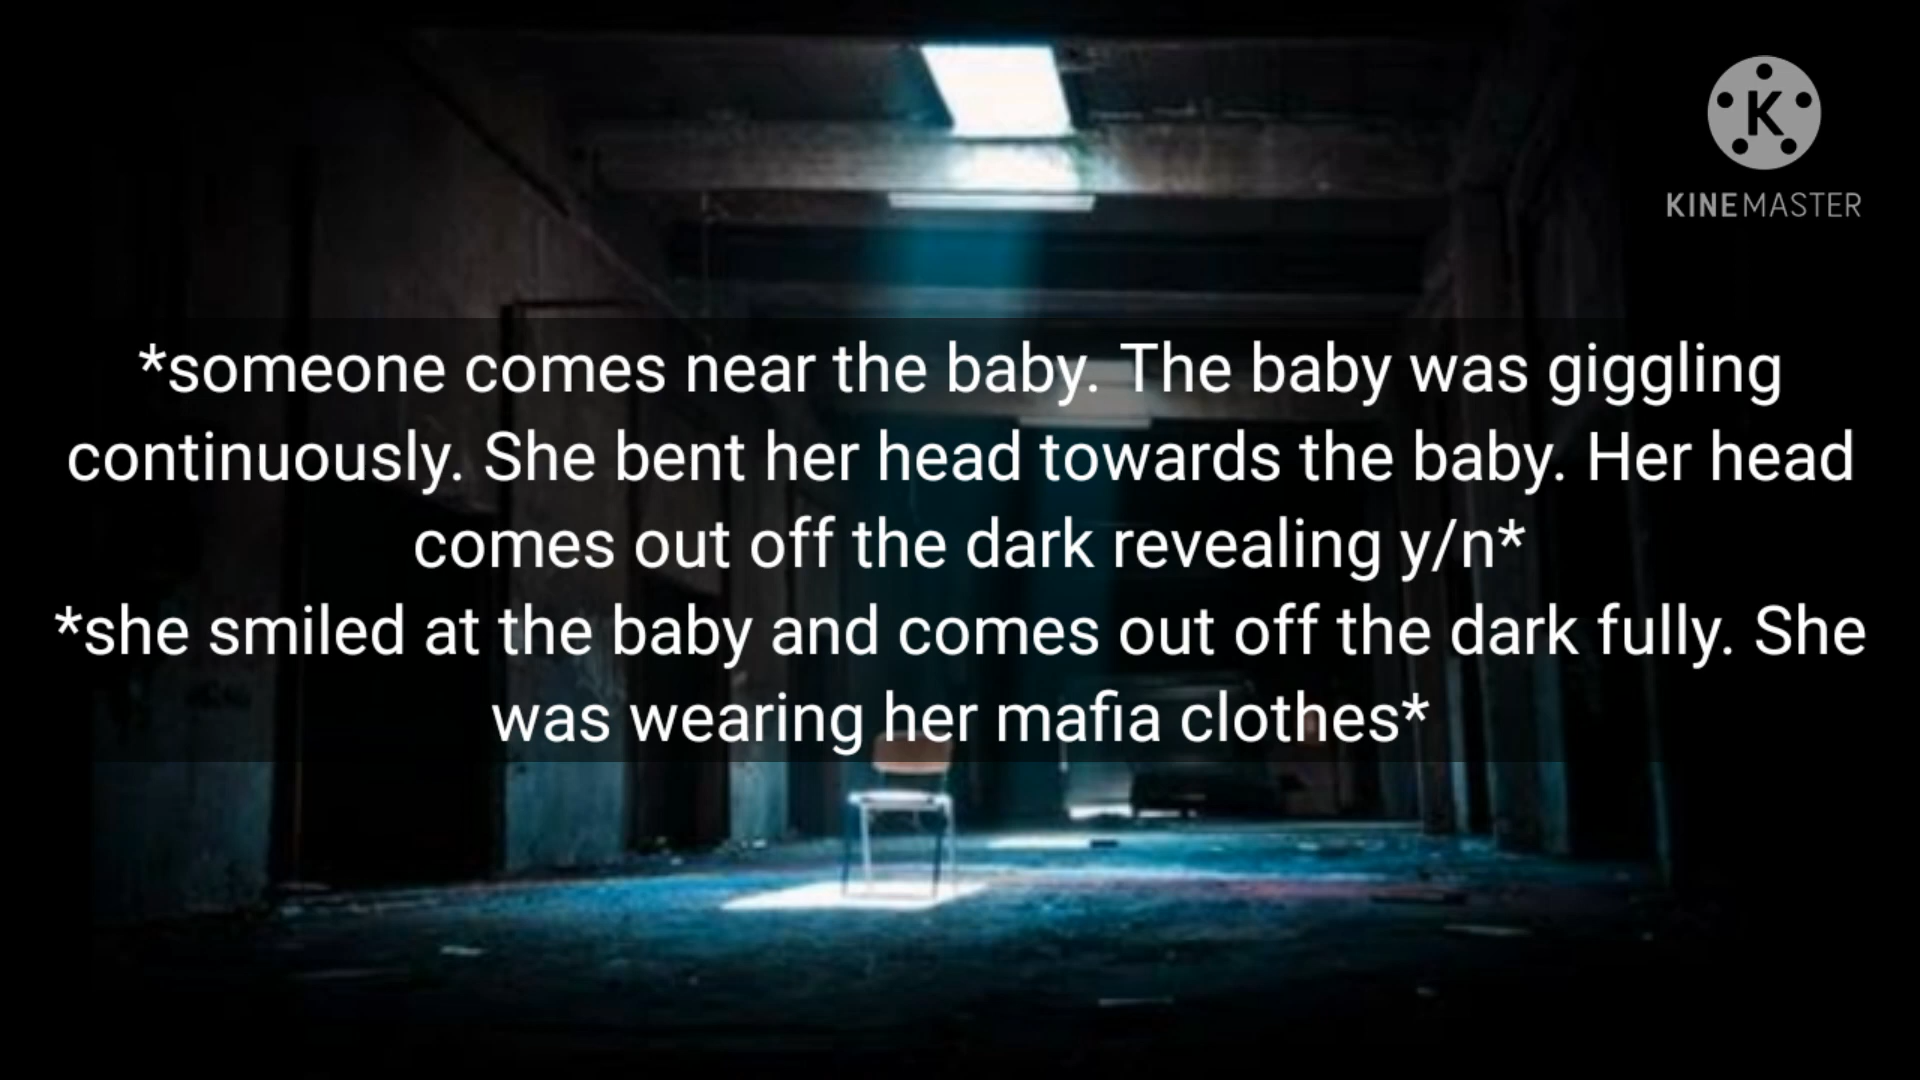 K
KINEMASTER
*someone comes near the baby. The baby was giggling
continuously. She bent her head towards the baby. Her head
comes out off the dark revealing y/n*
*she smiled at the baby and comes out off the dark fully. She
was wearing her mafia clothes*